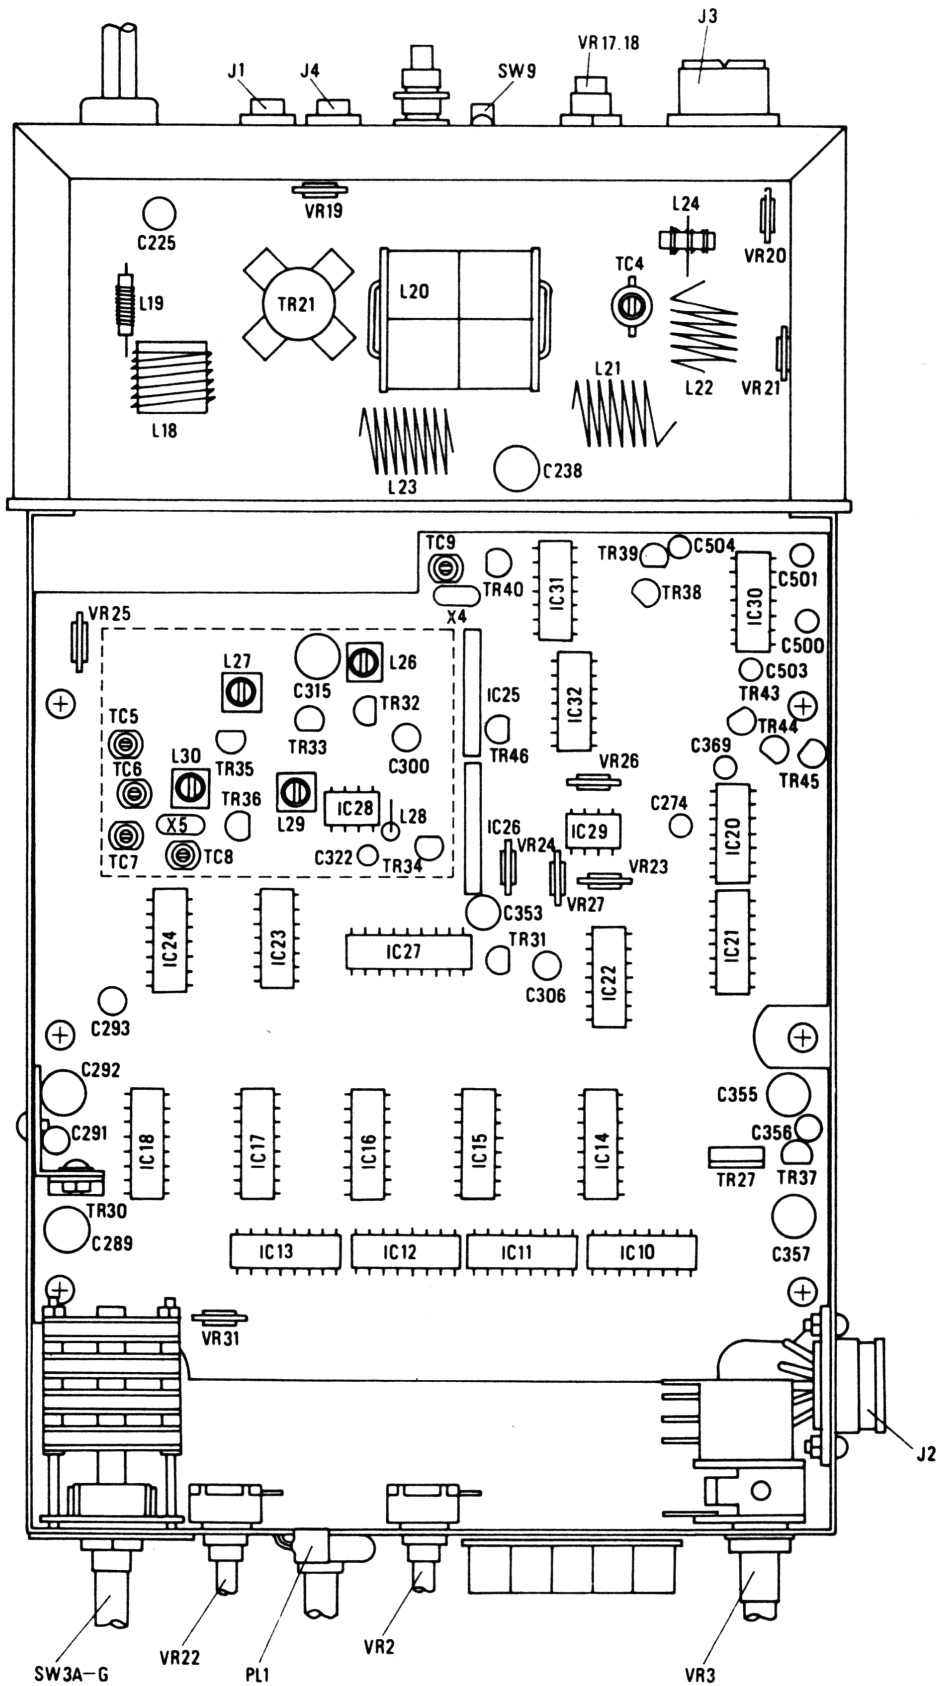 J3
J1
J4
SW9
VR17.18
VR19
C225
L24
VR20
TC4
L19
TR21
L20
L21
L22
VR21
L18
L23
C238
TC9
TR40
IC31
TR39
C504
C501
TR38
IC30
VR25
X4
C500
L27
C315
L26
IC25
IC32
C503
TR32
TR43
TC5
TR33
TR46
TR44
TR35
C300
C369
TR45
TC6
L30
VR26
TR36
L29
IC28
L28
C274
IC20
X5
IC26
IC29
TC7
TC8
C322
TR34
VR24
VR23
VR27
C353
IC24
IC23
IC27
TR31
IC21
C306
IC22
C293
C292
C355
C291
IC18
IC17
IC16
IC15
IC14
C356
TR27
TR37
TR30
C289
IC13
IC12
IC11
IC10
C357
VR31
J2
VR22
VR2
SW3A-G
PL1
VR3